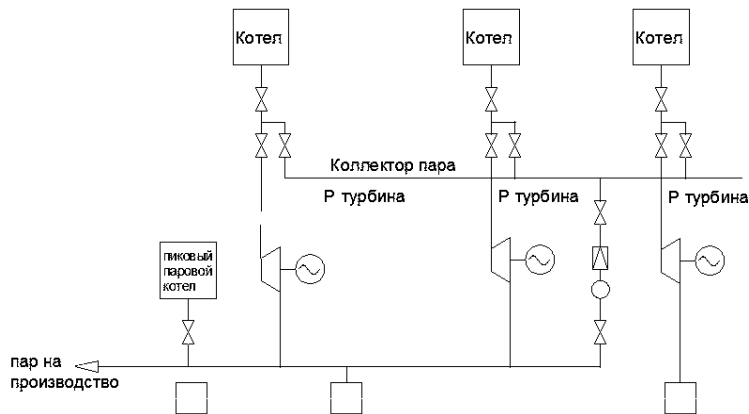 Котел
Котел
Котел
Коллектор пара
Р турбина
Р турбина
Р турбина
пиковый
паровой
котел
пар на
производство